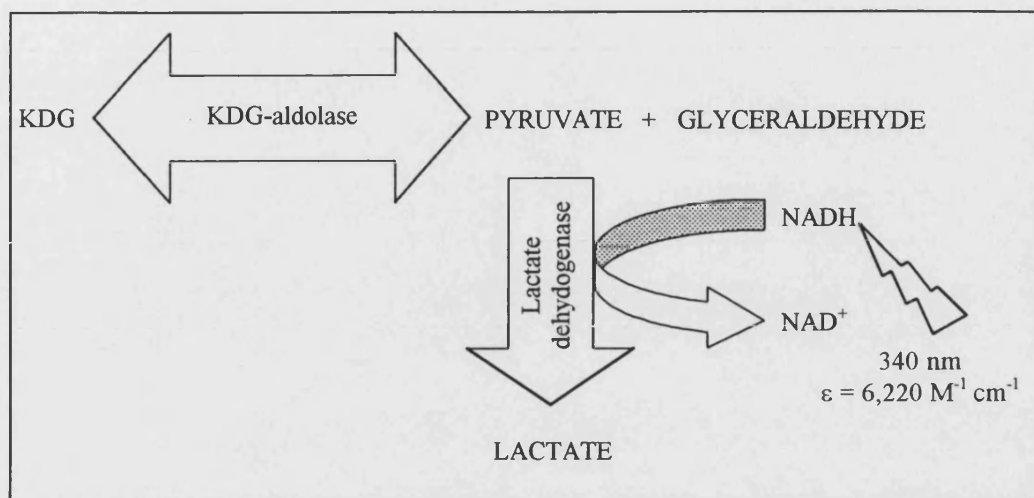 KDG KDG-aldolase PYRUVATE + GLYCERALDEHYDE
NADH
Lactate
dehydogenase
NAD⁺
340 nm
ε = 6,220 M⁻¹ cm⁻¹
LACTATE